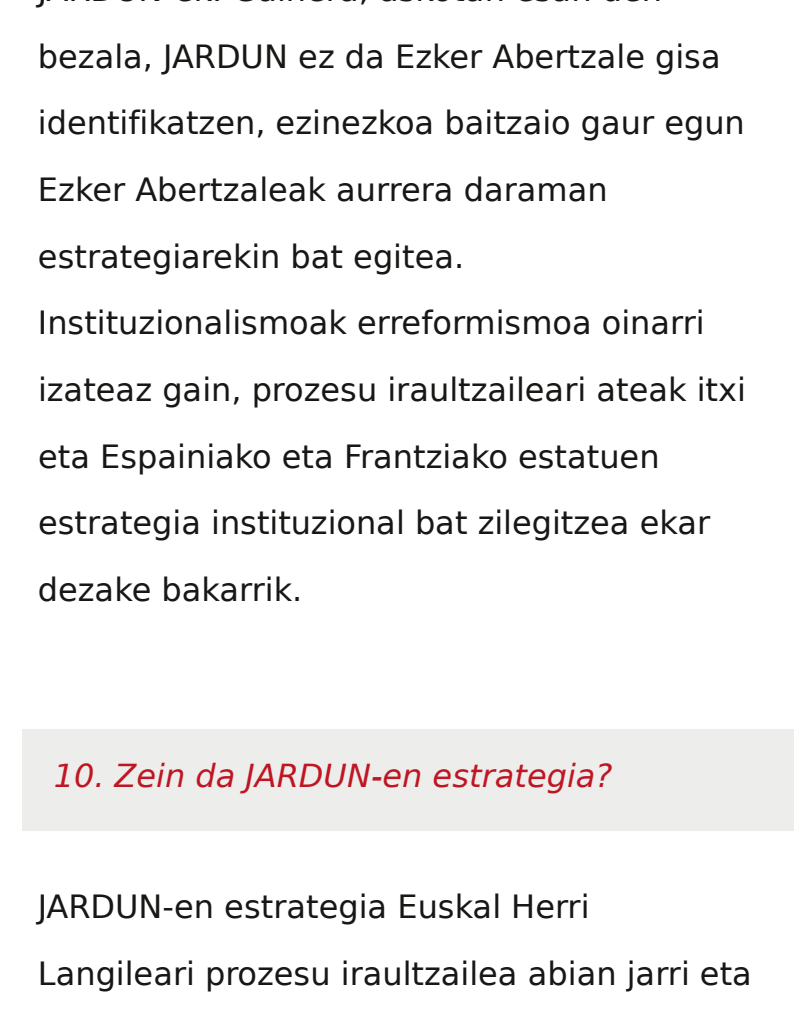 bezala, JARDUN ez da Ezker Abertzale gisa
identifikatzen, ezinezkoa baitzaio gaur egun
Ezker Abertzaleak aurrera daraman
estrategiarekin bat egitea.
Instituzionalismoak erreformismoa oinarri
izateaz gain, prozesu iraultzaileari ateak itxi
eta Espainiako eta Frantziako estatuen
estrategia instituzional bat zilegitzea ekar
dezake bakarrik.
10. Zein da JARDUN-en estrategia?
JARDUN-en estrategia Euskal Herri
Langileari prozesu iraultzailea abian jarri eta